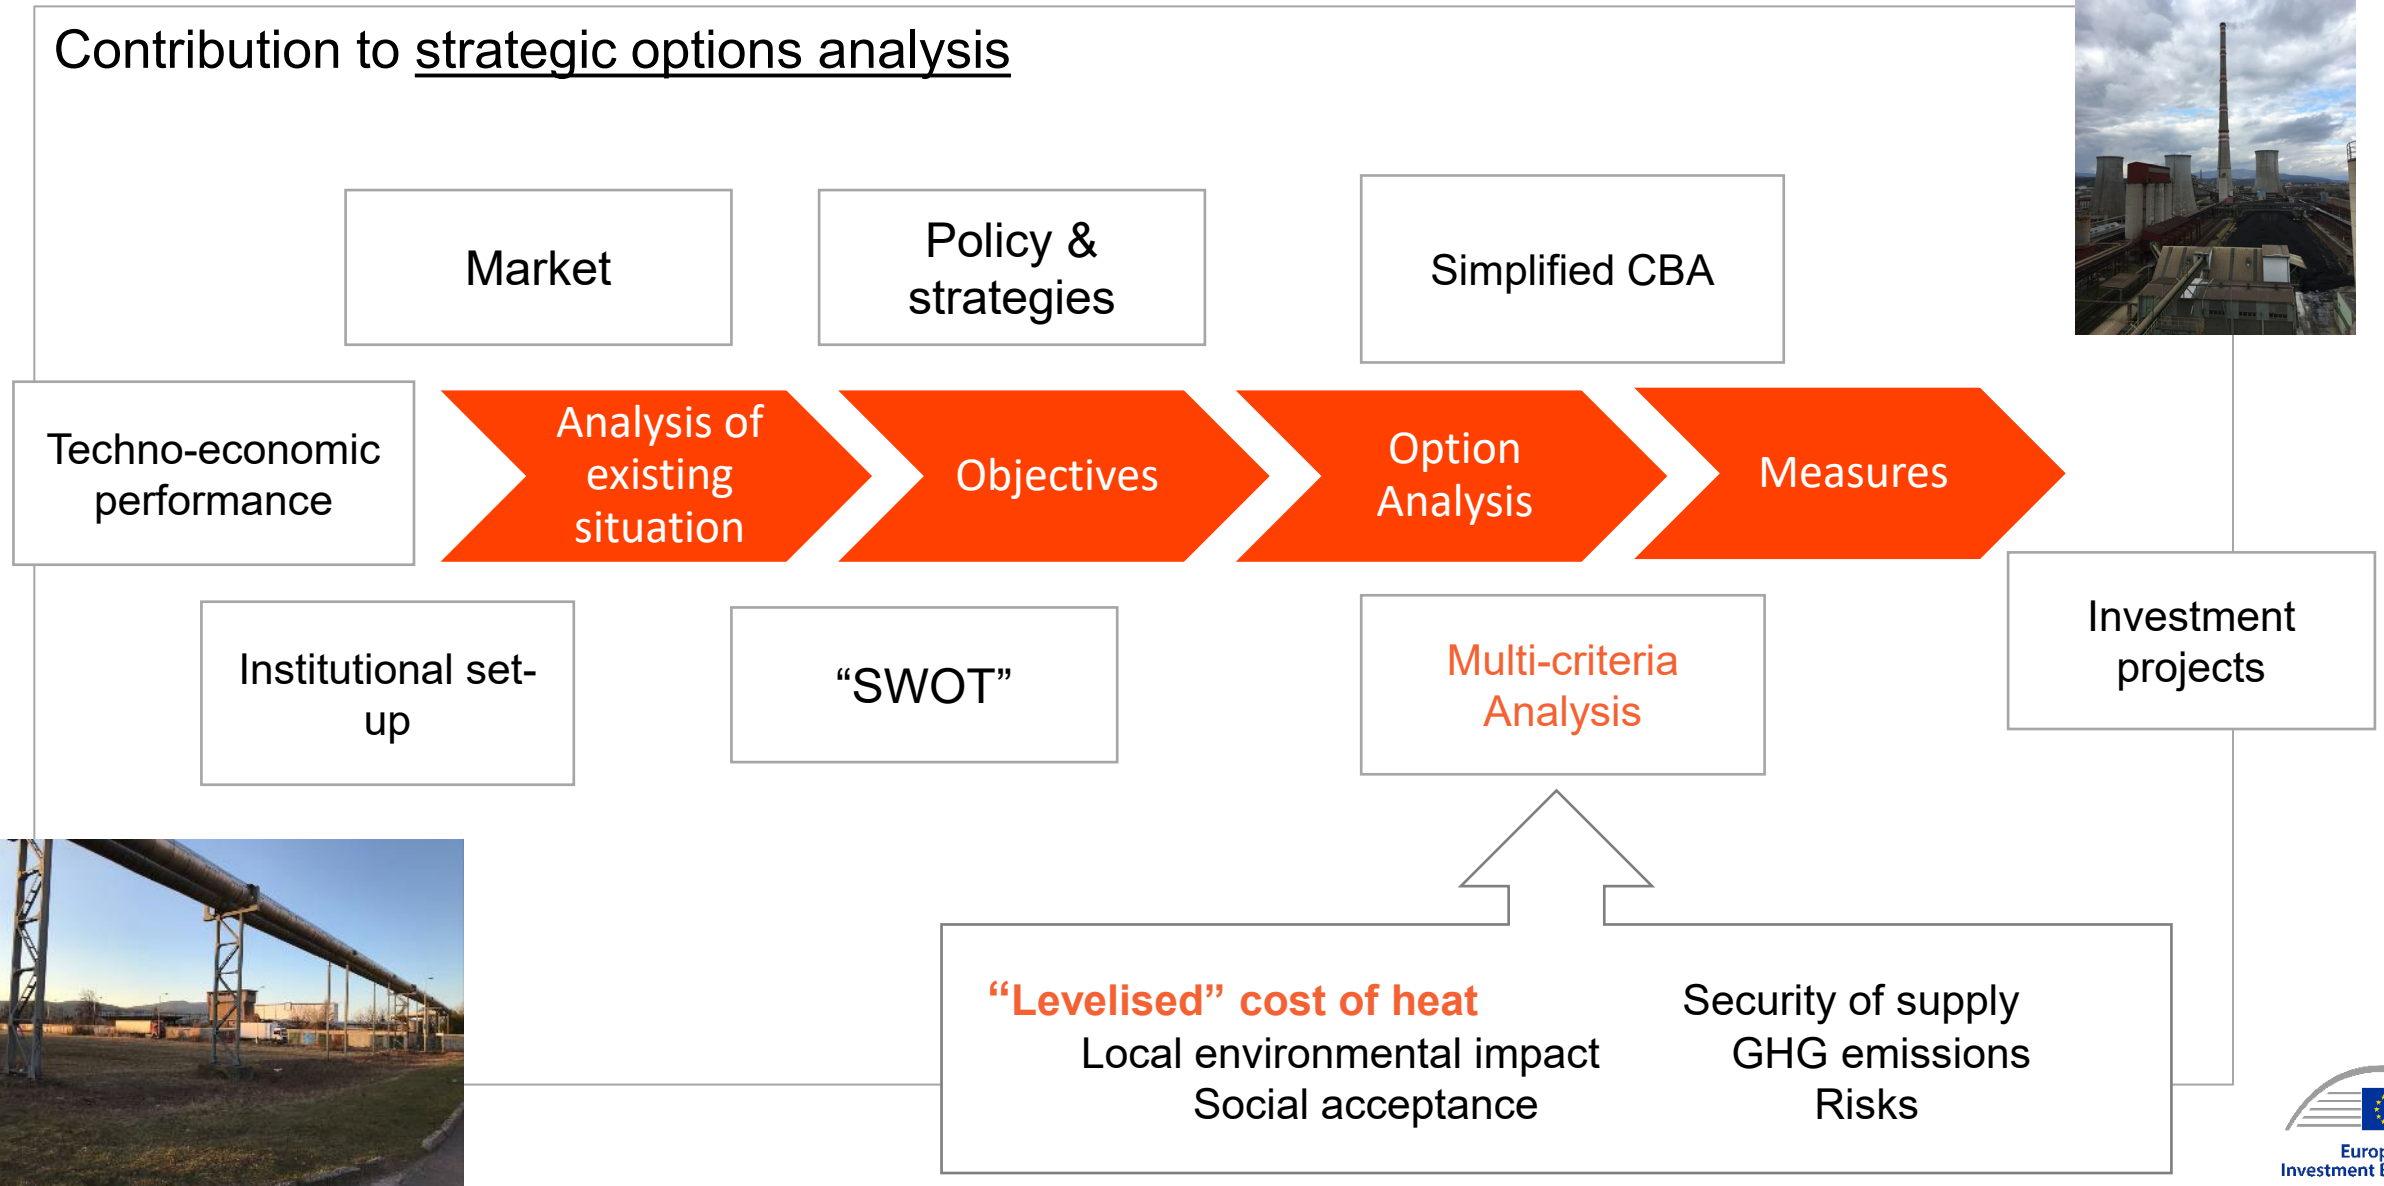 Contribution to strategic options analysis
Market
Policy &
strategies
Simplified CBA
Techno-economic
performance
Analysis of
existing
situation
Objectives
Option
Analysis
Measures
Institutional set-
up
“SWOT”
Multi-criteria
Analysis
Investment
projects
“Levelised” cost of heat
Local environmental impact
Social acceptance
Security of supply
GHG emissions
Risks
Investment